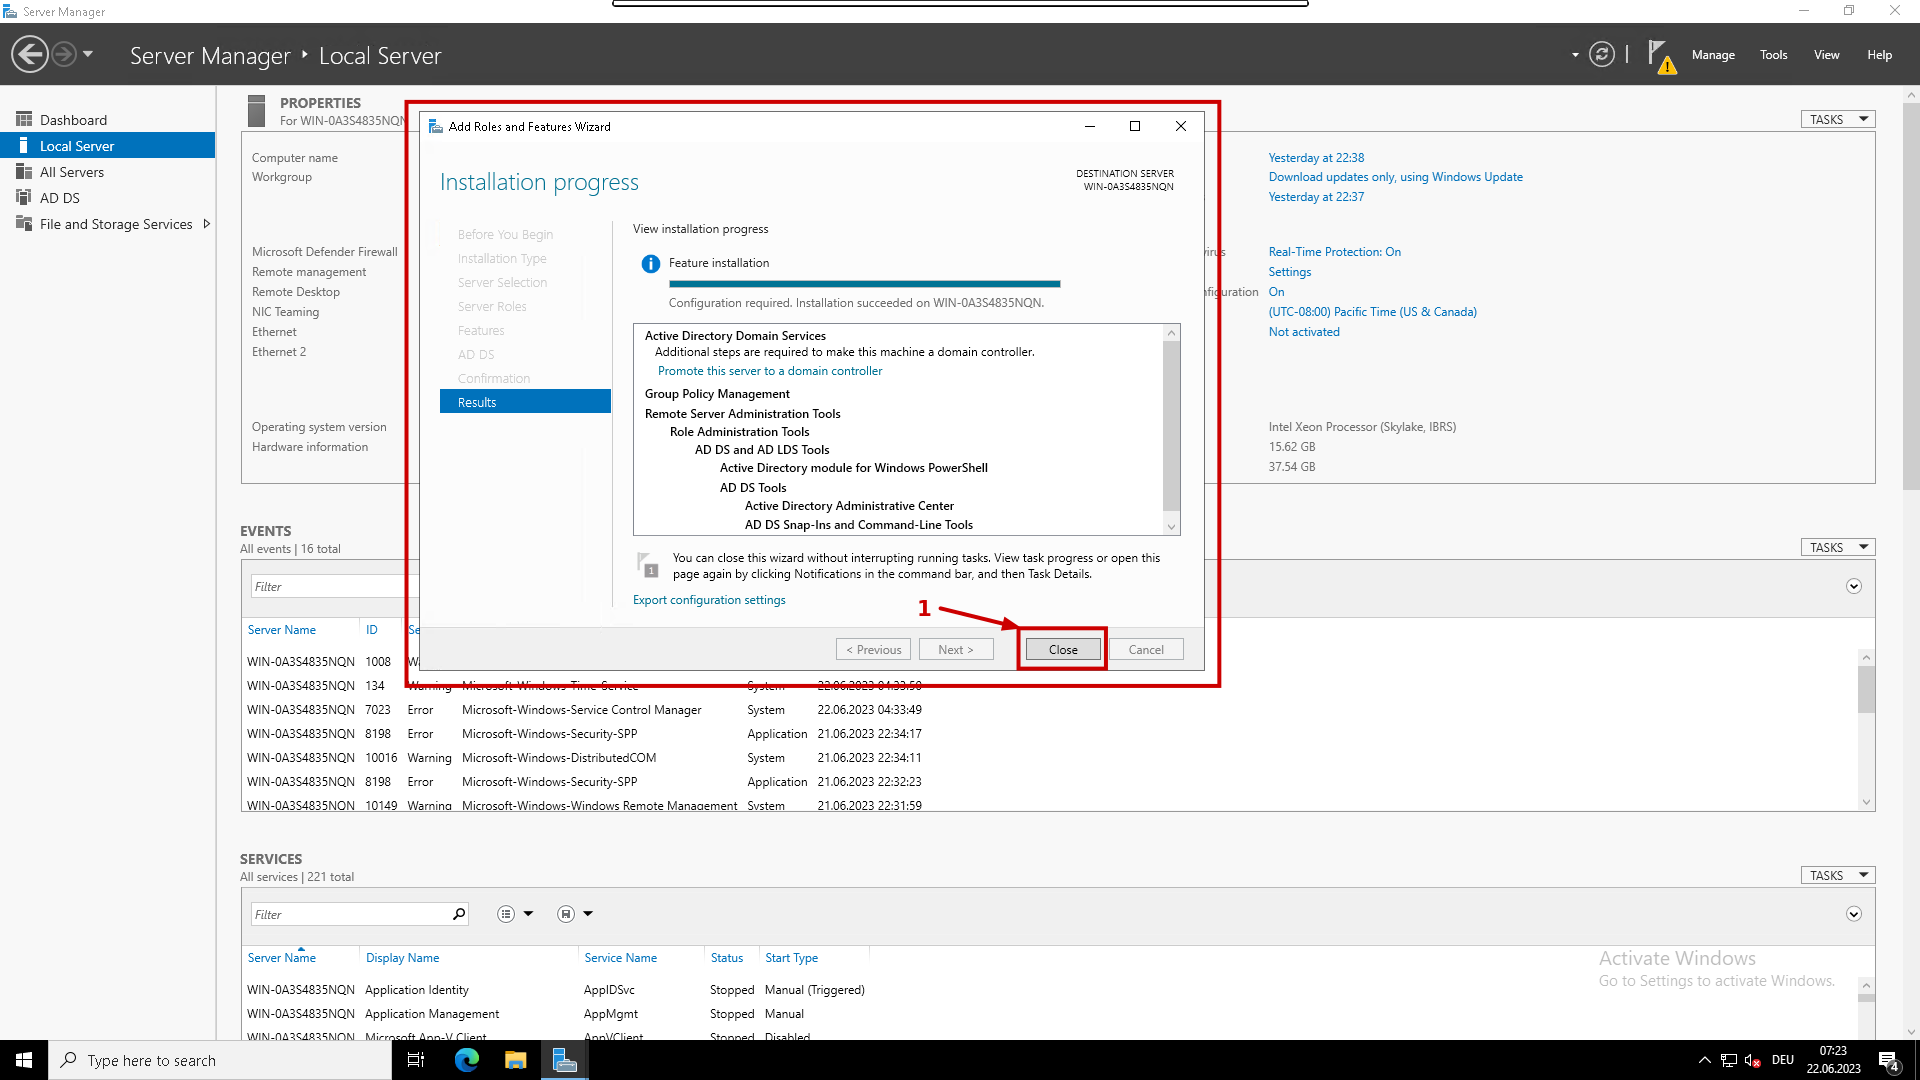 Server Manager
Server Manager
Local Server
Manage
Tools
View
Help
Dashboard
Local Server
All Servers
AD DS
File and Storage Services
PROPERTIES
For WIN-0A3S4835NQN
TASKS
Computer name
Workgroup
Microsoft Defender Firewall
Remote management
Remote Desktop
NIC Teaming
Ethernet
Ethernet 2
Operating system version
Hardware information
Yesterday at 22:38
Download updates only, using Windows Update
Yesterday at 22:37
Real-Time Protection: On
Settings
On
(UTC-08:00) Pacific Time (US & Canada)
Not activated
Intel Xeon Processor (Skylake, IBRS)
15.62 GB
37.54 GB
Add Roles and Features Wizard
Installation progress
DESTINATION SERVER
WIN-0A3S4835NQN
Before You Begin
Installation Type
Server Selection
Server Roles
Features
AD DS
Confirmation
Results
View installation progress
Feature installation
Configuration required. Installation succeeded on WIN-0A3S4835NQN.
Active Directory Domain Services
Additional steps are required to make this machine a domain controller.
Promote this server to a domain controller
Group Policy Management
Remote Server Administration Tools
Role Administration Tools
AD DS and AD LDS Tools
Active Directory module for Windows PowerShell
AD DS Tools
Active Directory Administrative Center
AD DS Snap-Ins and Command-Line Tools
1
You can close this wizard without interrupting running tasks. View task progress or open this
page again by clicking Notifications in the command bar, and then Task Details.
Export configuration settings
1
< Previous
Next >
Close
Cancel
EVENTS
All events | 16 total
TASKS
Filter
Server Name ID
WIN-0A3S4835NQN 1008
WIN-0A3S4835NQN 134 Warning Microsoft-Windows-Time-Service System 22.06.2023 04:33:50
WIN-0A3S4835NQN 7023 Error Microsoft-Windows-Service Control Manager System 22.06.2023 04:33:49
WIN-0A3S4835NQN 8198 Error Microsoft-Windows-Security-SPP Application 21.06.2023 22:34:17
WIN-0A3S4835NQN 10016 Warning Microsoft-Windows-DistributedCOM System 21.06.2023 22:34:11
WIN-0A3S4835NQN 8198 Error Microsoft-Windows-Security-SPP Application 21.06.2023 22:32:23
WIN-0A3S4835NQN 10149 Warning Microsoft-Windows-Windows Remote Management System 21.06.2023 22:31:59
SERVICES
All services | 221 total
TASKS
Filter
Server Name Display Name Service Name Status Start Type
WIN-0A3S4835NQN Application Identity AppIDSvc Stopped Manual (Triggered)
WIN-0A3S4835NQN Application Management AppMgmt Stopped Manual
WIN-0A3S4835NQN Microsoft App-V Client AppVClient Stopped Disabled
Activate Windows
Go to Settings to activate Windows.
Type here to search
DEU
07:23
22.06.2023
4